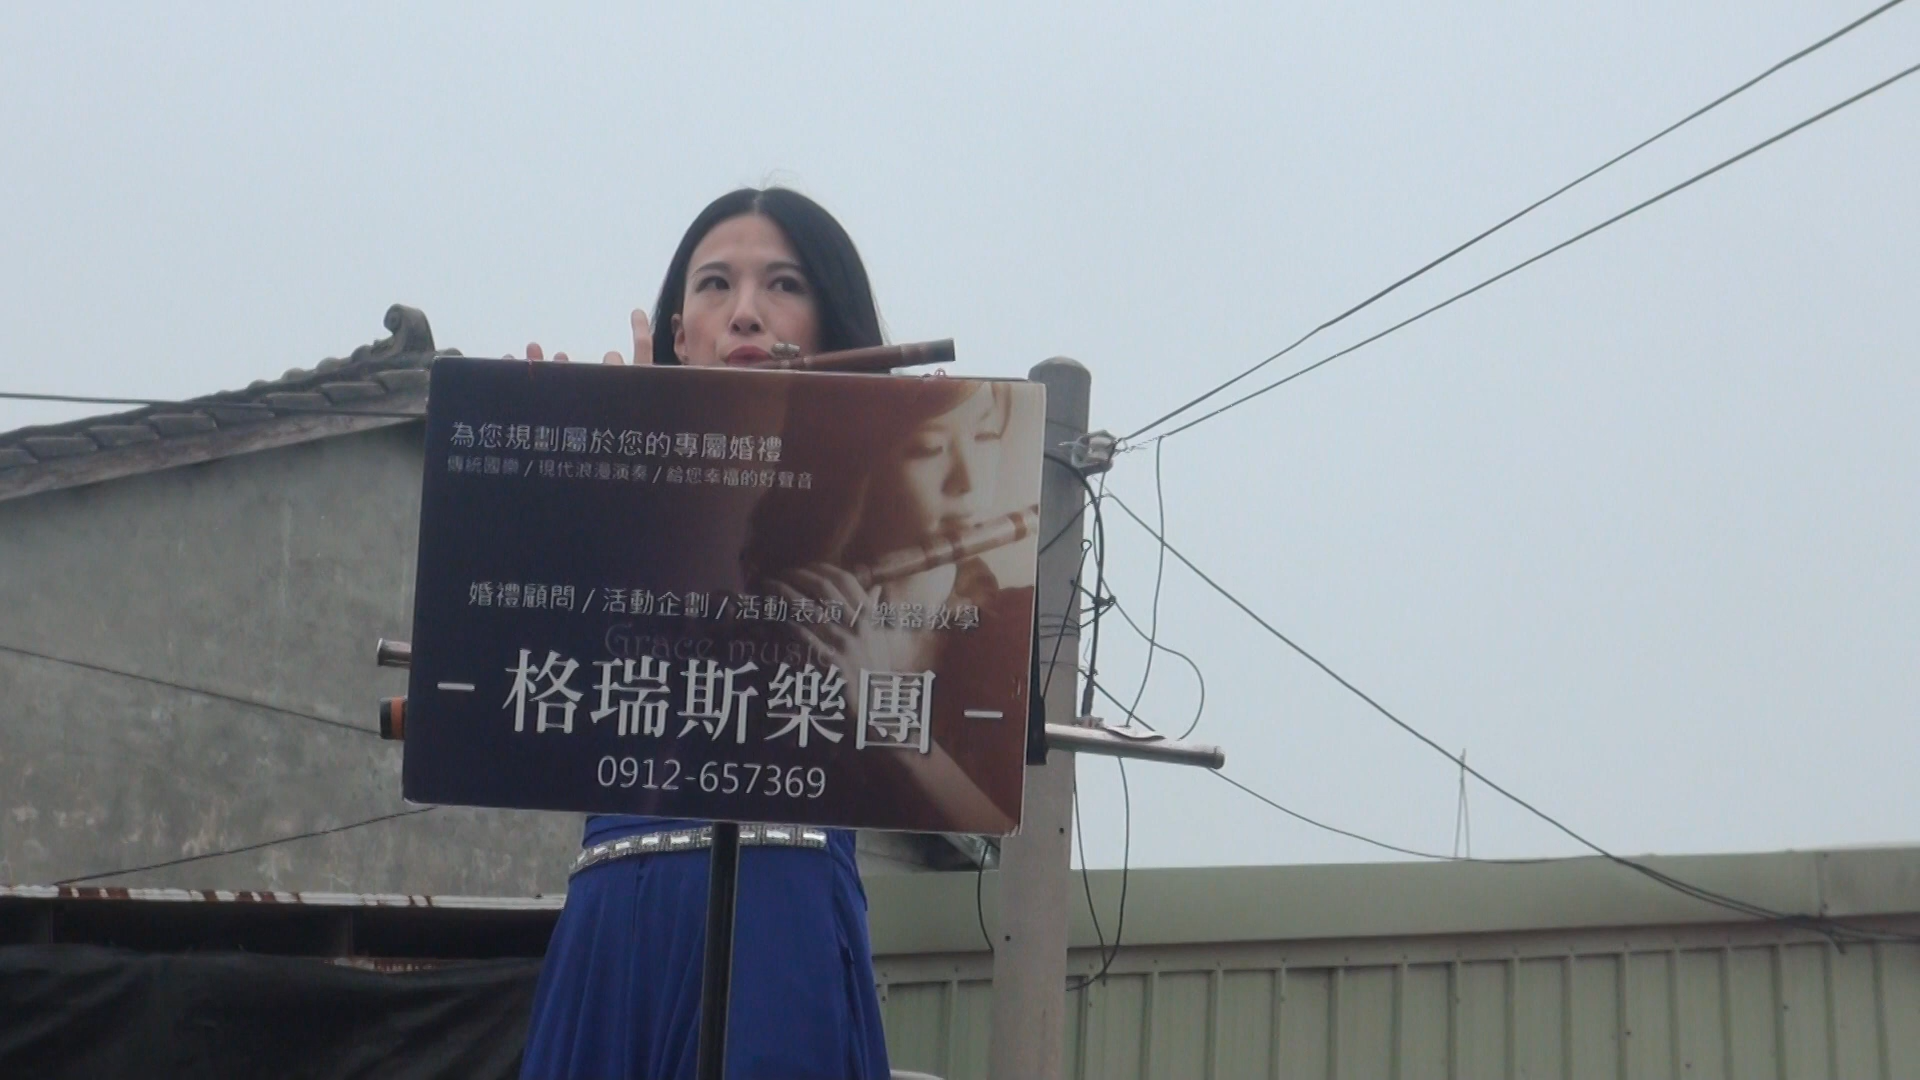 為您規劃屬於您的專屬婚禮
傳統國樂 / 現代浪漫演奏 / 給您幸福的好聲音
婚禮顧問 / 活動企劃 / 活動表演 / 樂器教學
Grace music
— 格瑞斯樂團 —
0912-657369